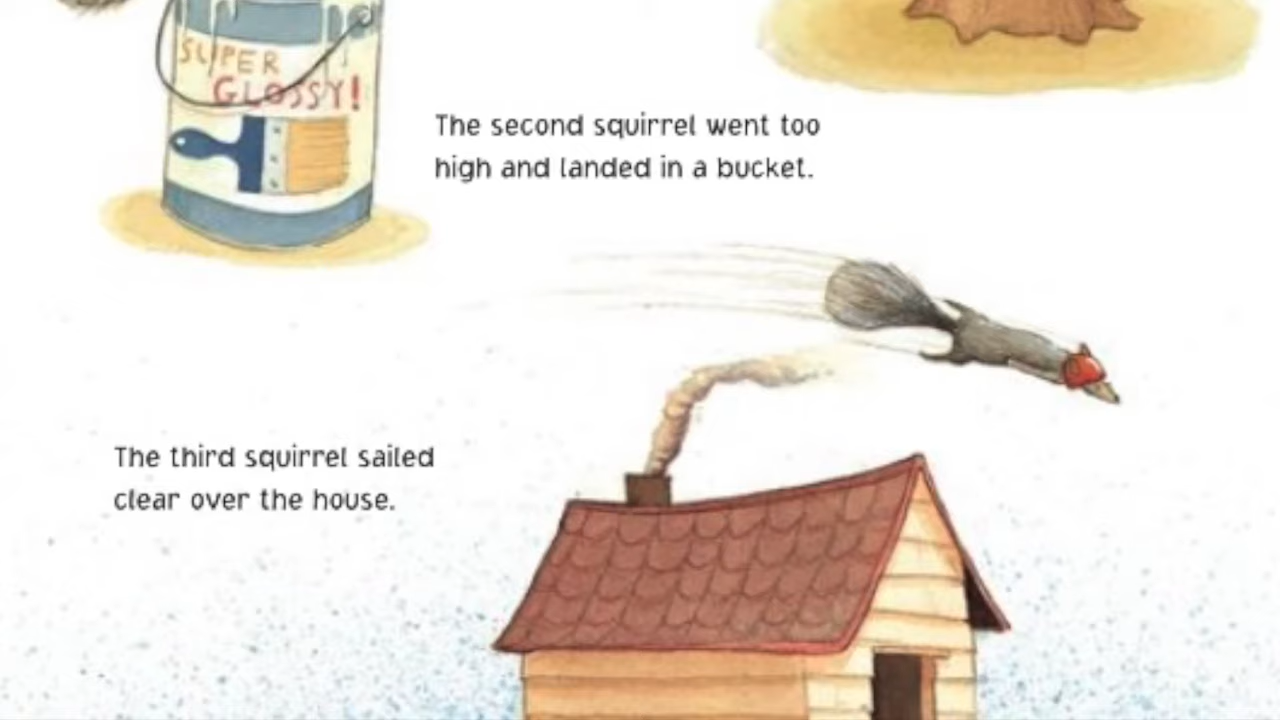 SUPER
GLOSSY!
The second squirrel went too
high and landed in a bucket.
The third squirrel sailed
clear over the house.